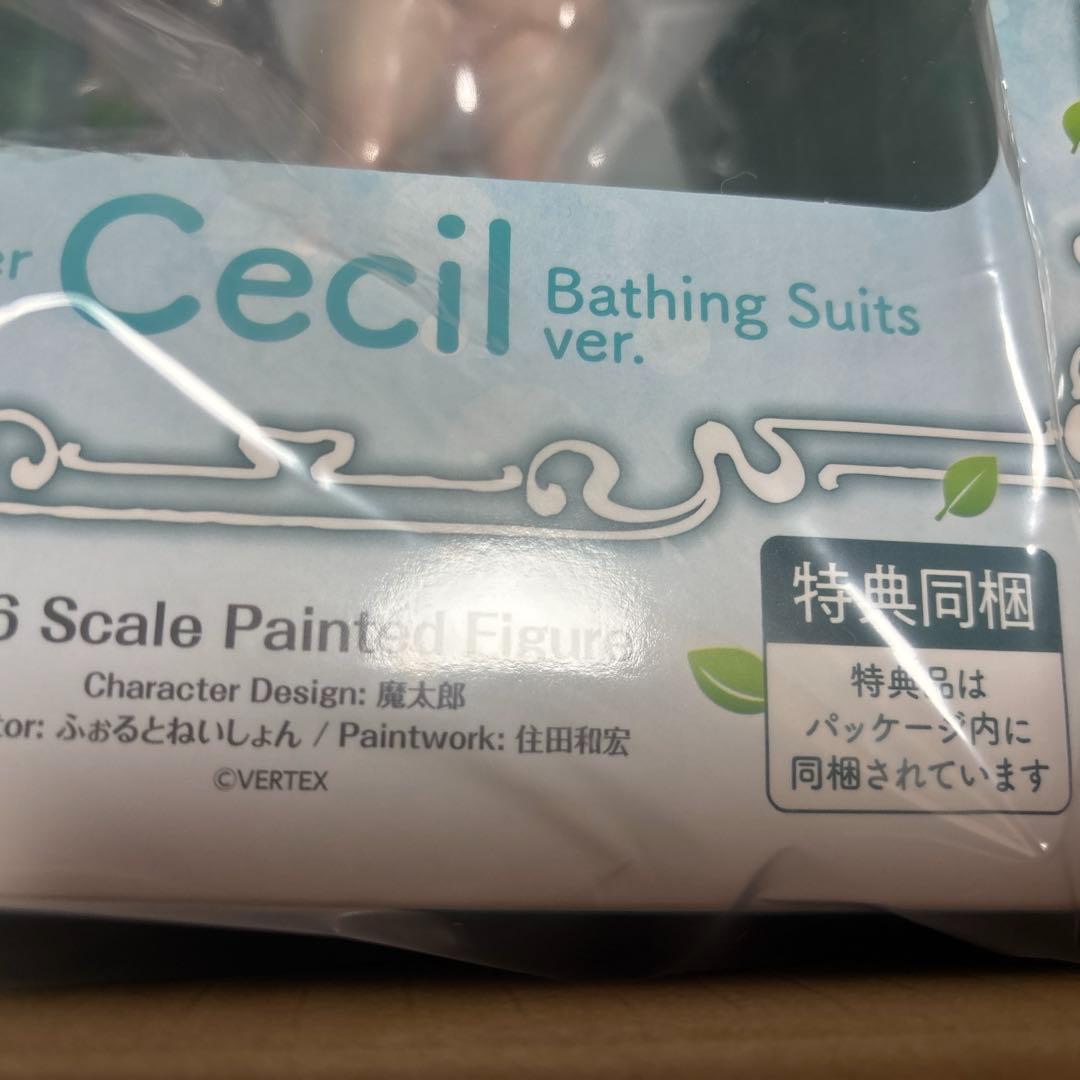 er Cecil Bathing Suits
ver.
6 Scale Painted Figure
Character Design: 魔太郎
tor: ふぉるとねいしょん / Paintwork: 住田和宏
©VERTEX
特典同梱
特典品は
パッケージ内に
同梱されています